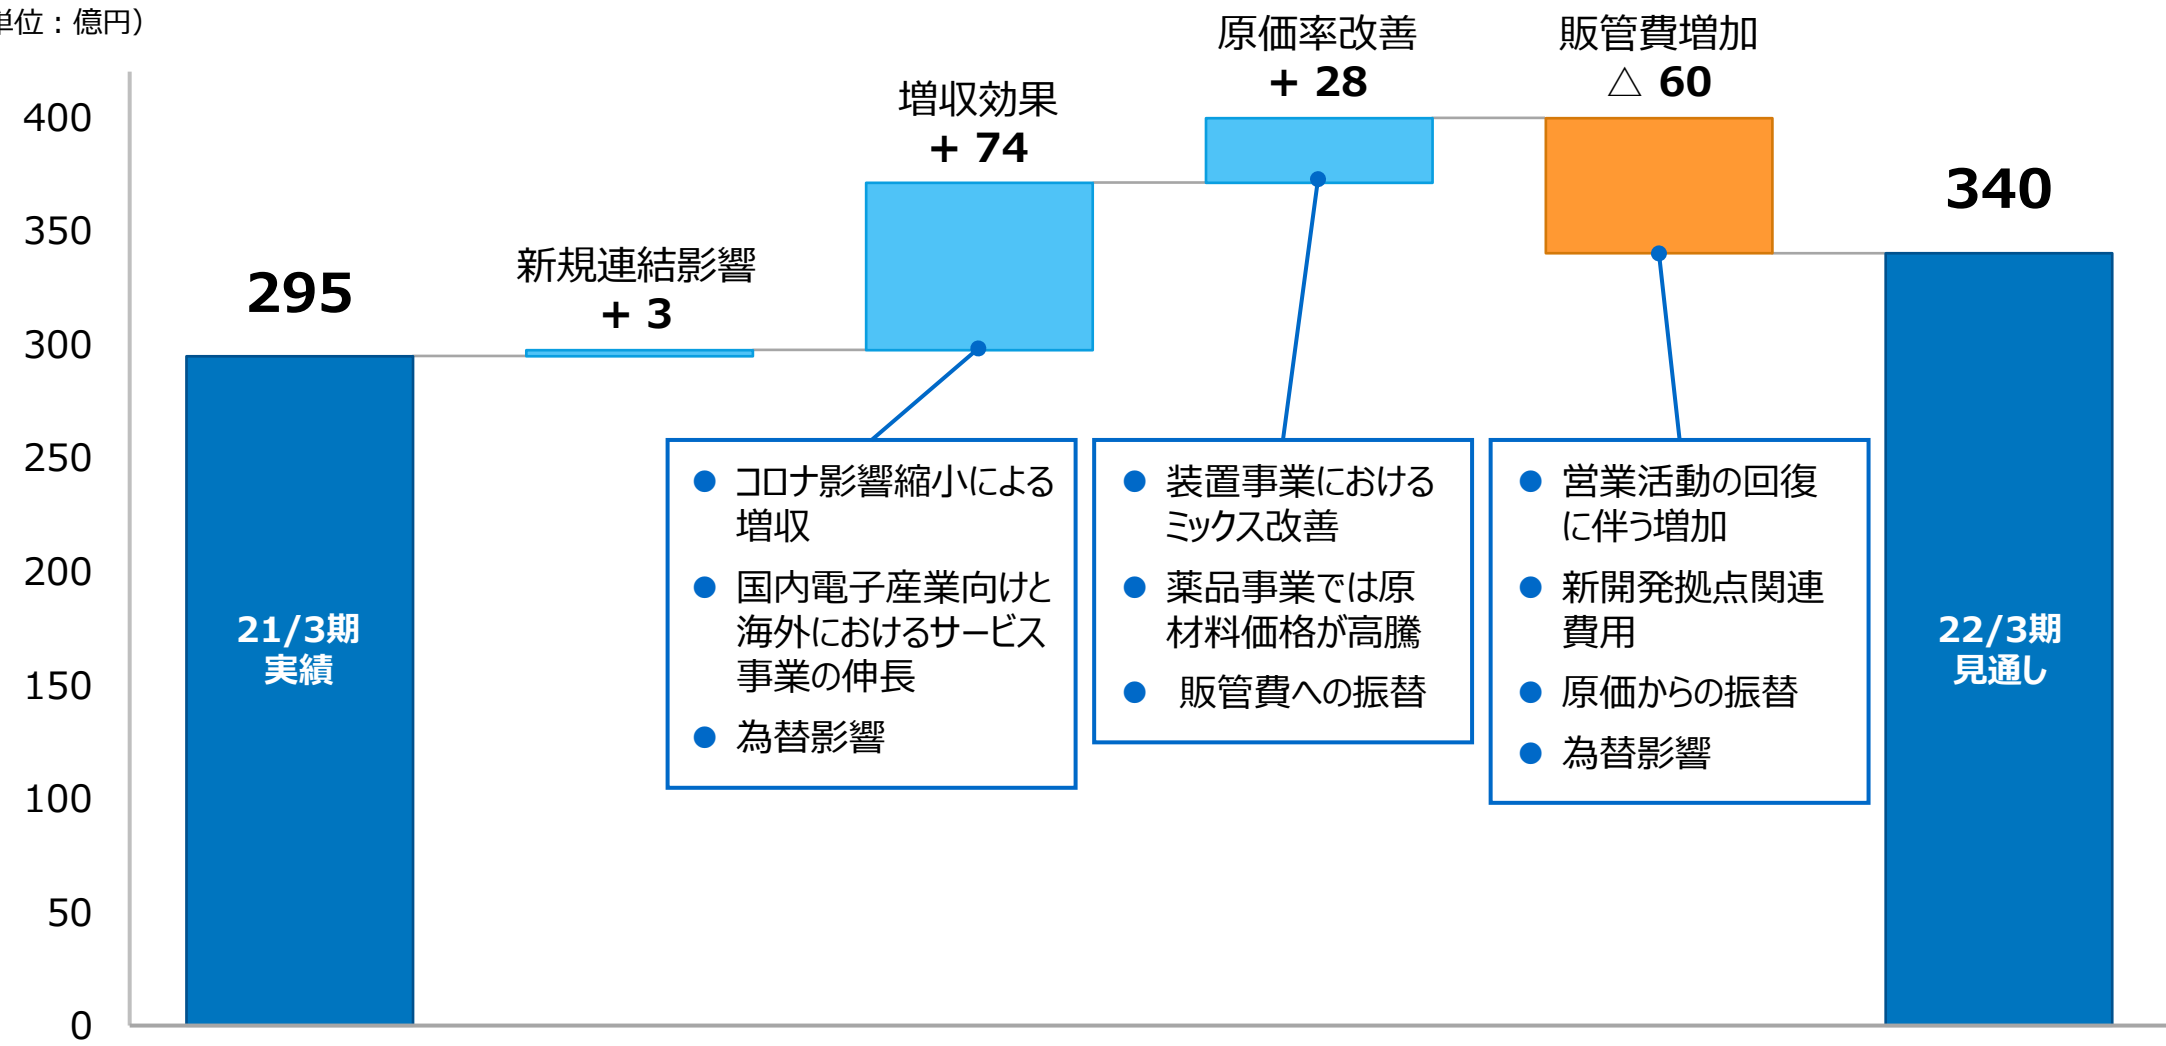 単位：億円）
400
350
300
250
200
150
100
50
0
295
21/3期
実績
新規連結影響
+ 3
増収効果
+ 74
原価率改善
+ 28
販管費増加
△ 60
340
22/3期
見通し
● コロナ影響縮小による
増収
● 国内電子産業向けと
海外におけるサービス
事業の伸長
● 為替影響
● 装置事業における
ミックス改善
● 薬品事業では原
材料価格が高騰
● 販管費への振替
● 営業活動の回復
に伴う増加
● 新開発拠点関連
費用
● 原価からの振替
● 為替影響